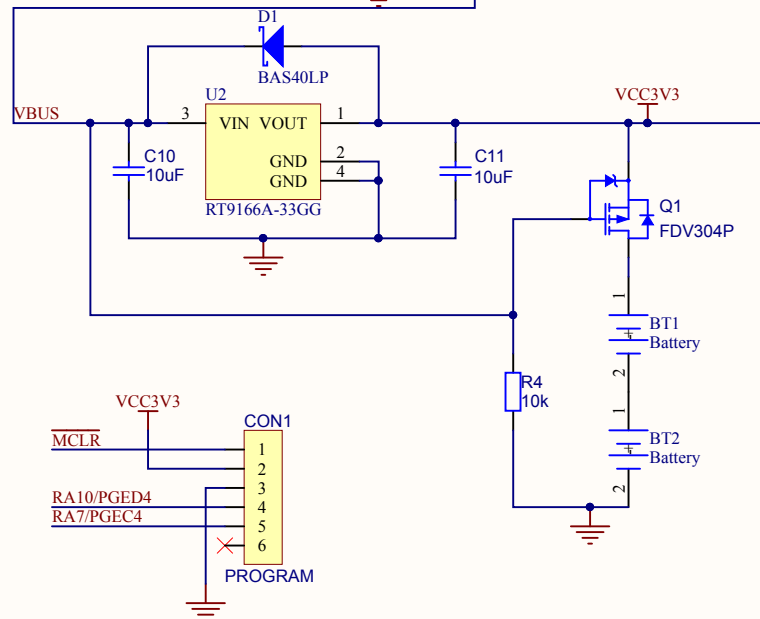 D1
BAS40LP
VCC3V3
U2
VBUS
3
VIN
VOUT
1
C10
10uF
GND
2
GND
4
C11
10uF
RT9166A-33GG
Q1
FDV304P
1
BT1
Battery
2
R4
10k
1
BT2
Battery
2
VCC3V3
CON1
MCLR
1
2
3
RA10/PGED4
4
RA7/PGEC4
5
6
PROGRAM